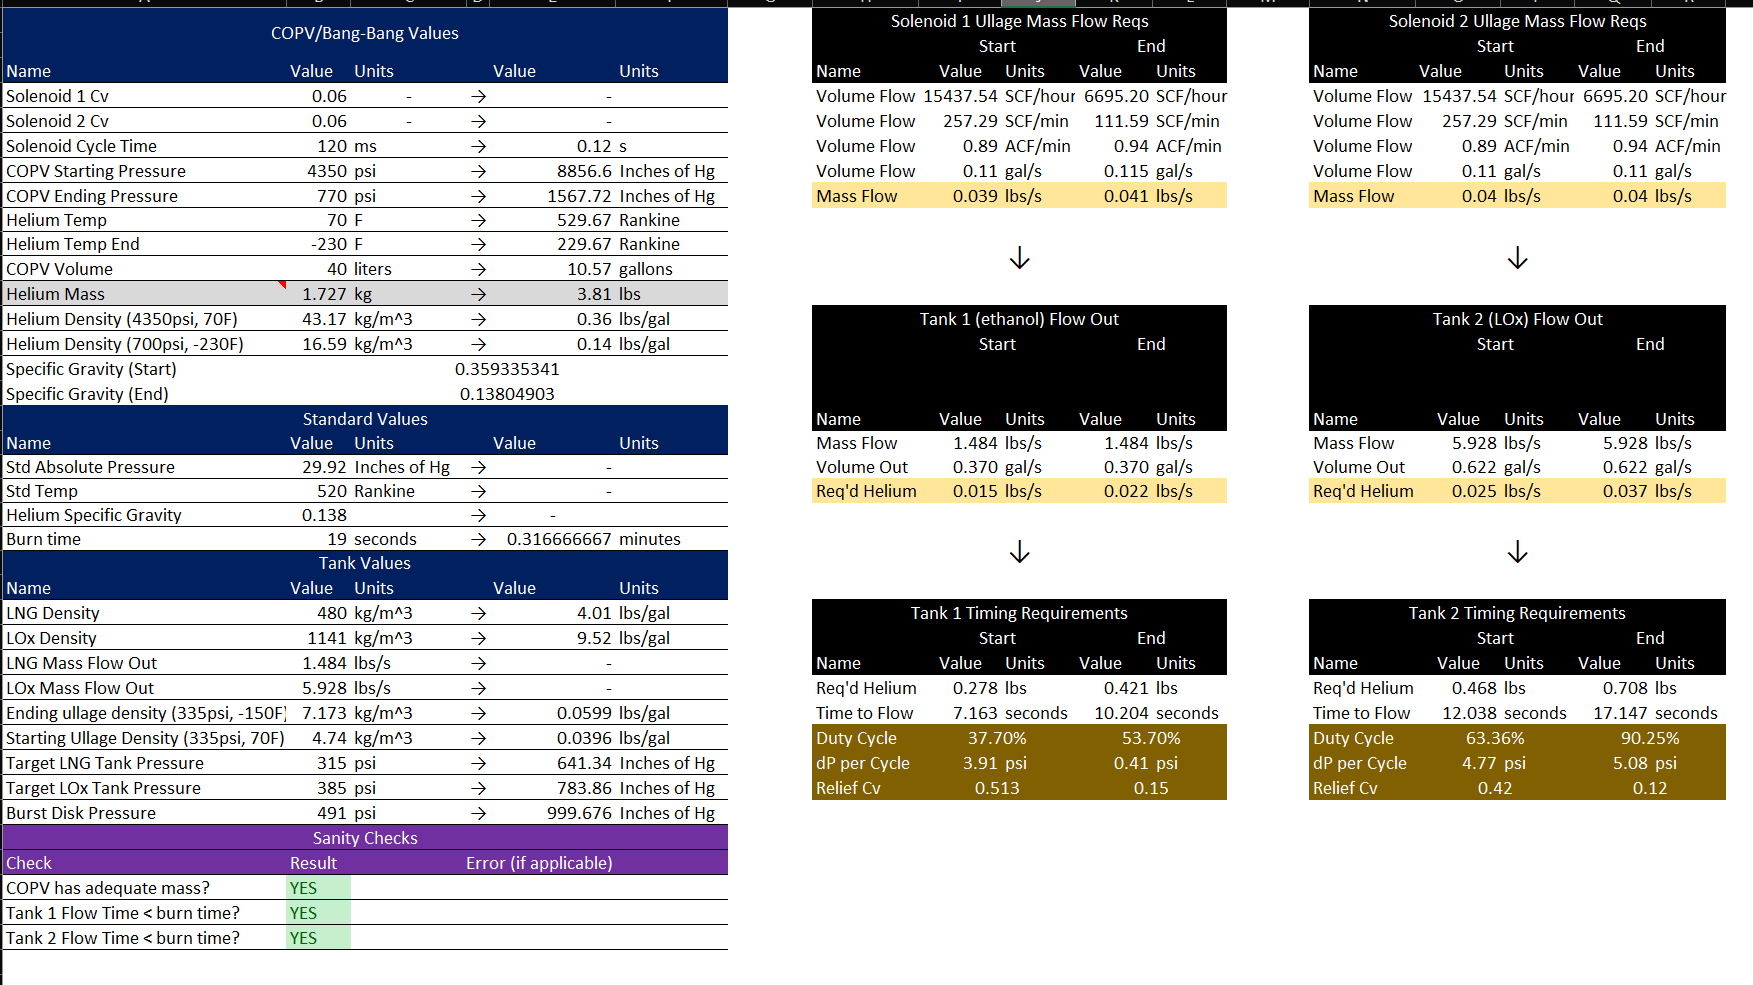 COPV/Bang-Bang Values
Name Value Units Value Units
Solenoid 1 Cv 0.06 - → -
Solenoid 2 Cv 0.06 - → -
Solenoid Cycle Time 120 ms → 0.12 s
COPV Starting Pressure 4350 psi → 8856.6 Inches of Hg
COPV Ending Pressure 770 psi → 1567.72 Inches of Hg
Helium Temp 70 F → 529.67 Rankine
Helium Temp End -230 F → 229.67 Rankine
COPV Volume 40 liters → 10.57 gallons
Helium Mass 1.727 kg → 3.81 lbs
Helium Density (4350psi, 70F) 43.17 kg/m^3 → 0.36 lbs/gal
Helium Density (700psi, -230F) 16.59 kg/m^3 → 0.14 lbs/gal
Specific Gravity (Start) 0.359335341
Specific Gravity (End) 0.13804903
Standard Values
Name Value Units Value Units
Std Absolute Pressure 29.92 Inches of Hg → -
Std Temp 520 Rankine → -
Helium Specific Gravity 0.138 → -
Burn time 19 seconds → 0.316666667 minutes
Tank Values
Name Value Units Value Units
LNG Density 480 kg/m^3 → 4.01 lbs/gal
LOx Density 1141 kg/m^3 → 9.52 lbs/gal
LNG Mass Flow Out 1.484 lbs/s → -
LOx Mass Flow Out 5.928 lbs/s → -
Ending ullage density (335psi, -150F) 7.173 kg/m^3 → 0.0599 lbs/gal
Starting Ullage Density (335psi, 70F) 4.74 kg/m^3 → 0.0396 lbs/gal
Target LNG Tank Pressure 315 psi → 641.34 Inches of Hg
Target LOx Tank Pressure 385 psi → 783.86 Inches of Hg
Burst Disk Pressure 491 psi → 999.676 Inches of Hg
Sanity Checks
Check Result Error (if applicable)
COPV has adequate mass? YES
Tank 1 Flow Time < burn time? YES
Tank 2 Flow Time < burn time? YES
Solenoid 1 Ullage Mass Flow Reqs
Start End
Name Value Units Value Units
Volume Flow 15437.54 SCF/hour 6695.20 SCF/hour
Volume Flow 257.29 SCF/min 111.59 SCF/min
Volume Flow 0.89 ACF/min 0.94 ACF/min
Volume Flow 0.11 gal/s 0.115 gal/s
Mass Flow 0.039 lbs/s 0.041 lbs/s
↓
Tank 1 (ethanol) Flow Out
Start End
Name Value Units Value Units
Mass Flow 1.484 lbs/s 1.484 lbs/s
Volume Out 0.370 gal/s 0.370 gal/s
Req'd Helium 0.015 lbs/s 0.022 lbs/s
↓
Tank 1 Timing Requirements
Start End
Name Value Units Value Units
Req'd Helium 0.278 lbs 0.421 lbs
Time to Flow 7.163 seconds 10.204 seconds
Duty Cycle 37.70% 53.70%
dP per Cycle 3.91 psi 0.41 psi
Relief Cv 0.513 0.15
Solenoid 2 Ullage Mass Flow Reqs
Start End
Name Value Units Value Units
Volume Flow 15437.54 SCF/hour 6695.20 SCF/hour
Volume Flow 257.29 SCF/min 111.59 SCF/min
Volume Flow 0.89 ACF/min 0.94 ACF/min
Volume Flow 0.11 gal/s 0.11 gal/s
Mass Flow 0.04 lbs/s 0.04 lbs/s
↓
Tank 2 (LOx) Flow Out
Start End
Name Value Units Value Units
Mass Flow 5.928 lbs/s 5.928 lbs/s
Volume Out 0.622 gal/s 0.622 gal/s
Req'd Helium 0.025 lbs/s 0.037 lbs/s
↓
Tank 2 Timing Requirements
Start End
Name Value Units Value Units
Req'd Helium 0.468 lbs 0.708 lbs
Time to Flow 12.038 seconds 17.147 seconds
Duty Cycle 63.36% 90.25%
dP per Cycle 4.77 psi 5.08 psi
Relief Cv 0.42 0.12